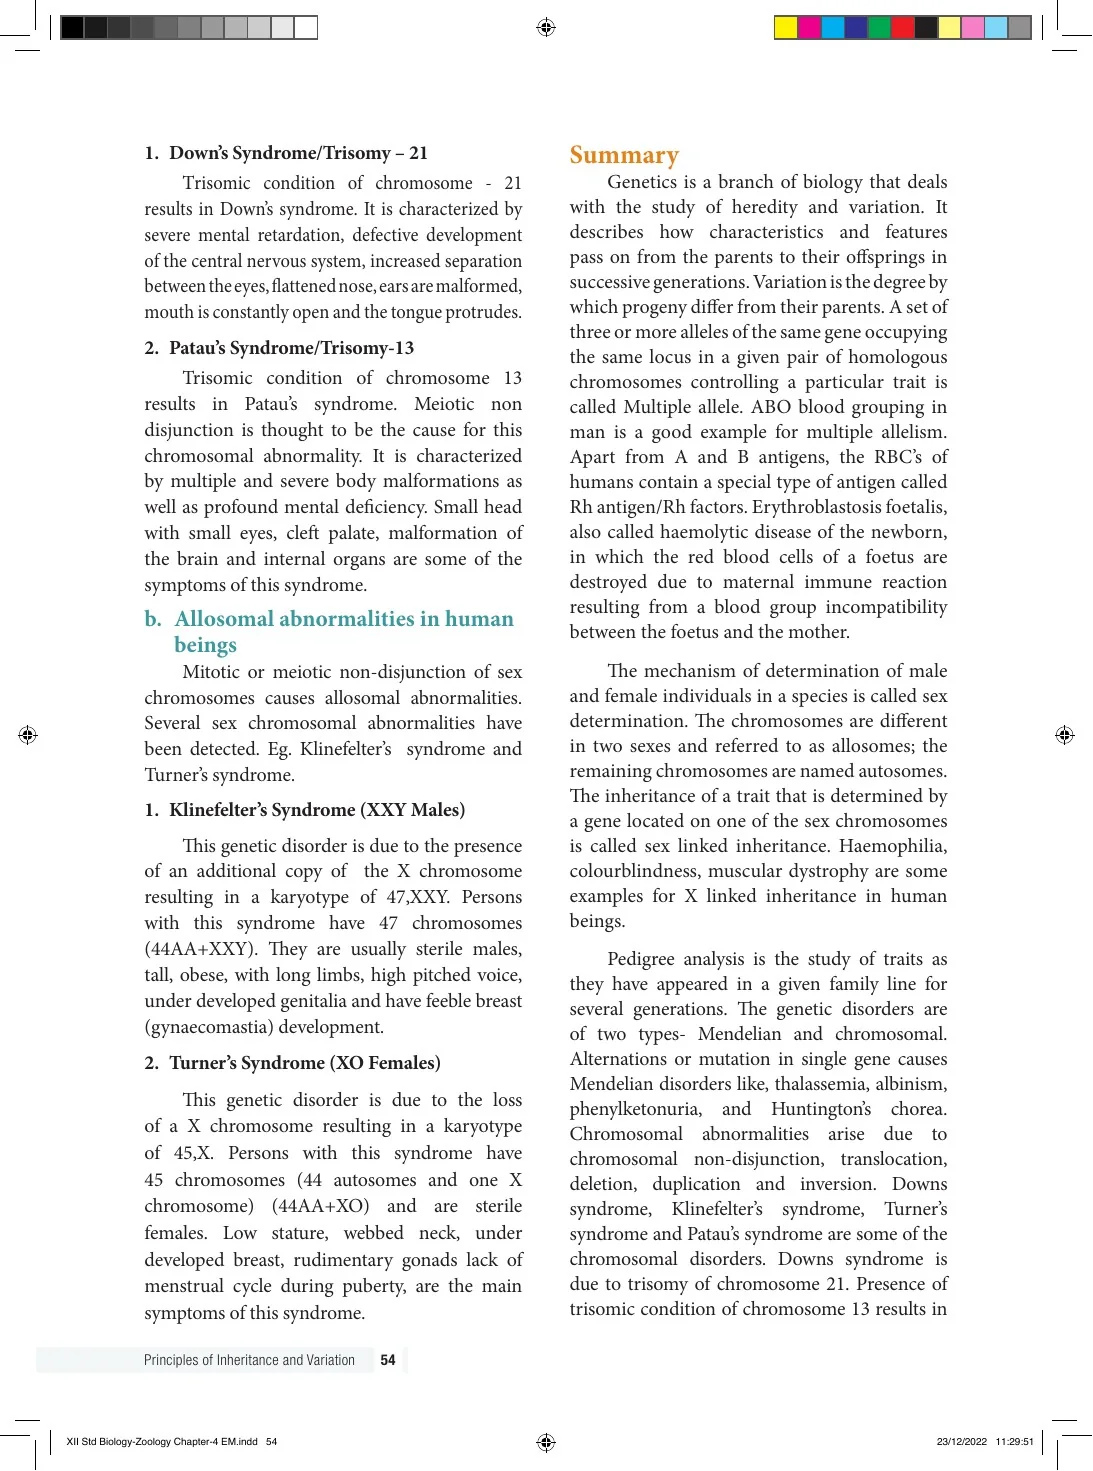 1. Down’s Syndrome/Trisomy – 21
Trisomic condition of chromosome - 21
results in Down’s syndrome. It is characterized by
severe mental retardation, defective development
of the central nervous system, increased separation
between the eyes, flattened nose, ears are malformed,
mouth is constantly open and the tongue protrudes.
2. Patau’s Syndrome/Trisomy-13
Trisomic condition of chromosome 13
results in Patau’s syndrome. Meiotic non
disjunction is thought to be the cause for this
chromosomal abnormality. It is characterized
by multiple and severe body malformations as
well as profound mental deficiency. Small head
with small eyes, cleft palate, malformation of
the brain and internal organs are some of the
symptoms of this syndrome.
b. Allosomal abnormalities in human
beings
Mitotic or meiotic non-disjunction of sex
chromosomes causes allosomal abnormalities.
Several sex chromosomal abnormalities have
been detected. Eg. Klinefelter’s syndrome and
Turner’s syndrome.
1. Klinefelter’s Syndrome (XXY Males)
This genetic disorder is due to the presence
of an additional copy of the X chromosome
resulting in a karyotype of 47,XXY. Persons
with this syndrome have 47 chromosomes
(44AA+XXY). They are usually sterile males,
tall, obese, with long limbs, high pitched voice,
under developed genitalia and have feeble breast
(gynaecomastia) development.
2. Turner’s Syndrome (XO Females)
This genetic disorder is due to the loss
of a X chromosome resulting in a karyotype
of 45,X. Persons with this syndrome have
45 chromosomes (44 autosomes and one X
chromosome) (44AA+XO) and are sterile
females. Low stature, webbed neck, under
developed breast, rudimentary gonads lack of
menstrual cycle during puberty, are the main
symptoms of this syndrome.
Summary
Genetics is a branch of biology that deals
with the study of heredity and variation. It
describes how characteristics and features
pass on from the parents to their offsprings in
successive generations. Variation is the degree by
which progeny differ from their parents. A set of
three or more alleles of the same gene occupying
the same locus in a given pair of homologous
chromosomes controlling a particular trait is
called Multiple allele. ABO blood grouping in
man is a good example for multiple allelism.
Apart from A and B antigens, the RBC’s of
humans contain a special type of antigen called
Rh antigen/Rh factors. Erythroblastosis foetalis,
also called haemolytic disease of the newborn,
in which the red blood cells of a foetus are
destroyed due to maternal immune reaction
resulting from a blood group incompatibility
between the foetus and the mother.
The mechanism of determination of male
and female individuals in a species is called sex
determination. The chromosomes are different
in two sexes and referred to as allosomes; the
remaining chromosomes are named autosomes.
The inheritance of a trait that is determined by
a gene located on one of the sex chromosomes
is called sex linked inheritance. Haemophilia,
colourblindness, muscular dystrophy are some
examples for X linked inheritance in human
beings.
Pedigree analysis is the study of traits as
they have appeared in a given family line for
several generations. The genetic disorders are
of two types- Mendelian and chromosomal.
Alternations or mutation in single gene causes
Mendelian disorders like, thalassemia, albinism,
phenylketonuria, and Huntington’s chorea.
Chromosomal abnormalities arise due to
chromosomal non-disjunction, translocation,
deletion, duplication and inversion. Downs
syndrome, Klinefelter’s syndrome, Turner’s
syndrome and Patau’s syndrome are some of the
chromosomal disorders. Downs syndrome is
due to trisomy of chromosome 21. Presence of
trisomic condition of chromosome 13 results in
Principles of Inheritance and Variation 54
XII Std Biology-Zoology Chapter-4 EM.indd 54
23/12/2022 11:29:51